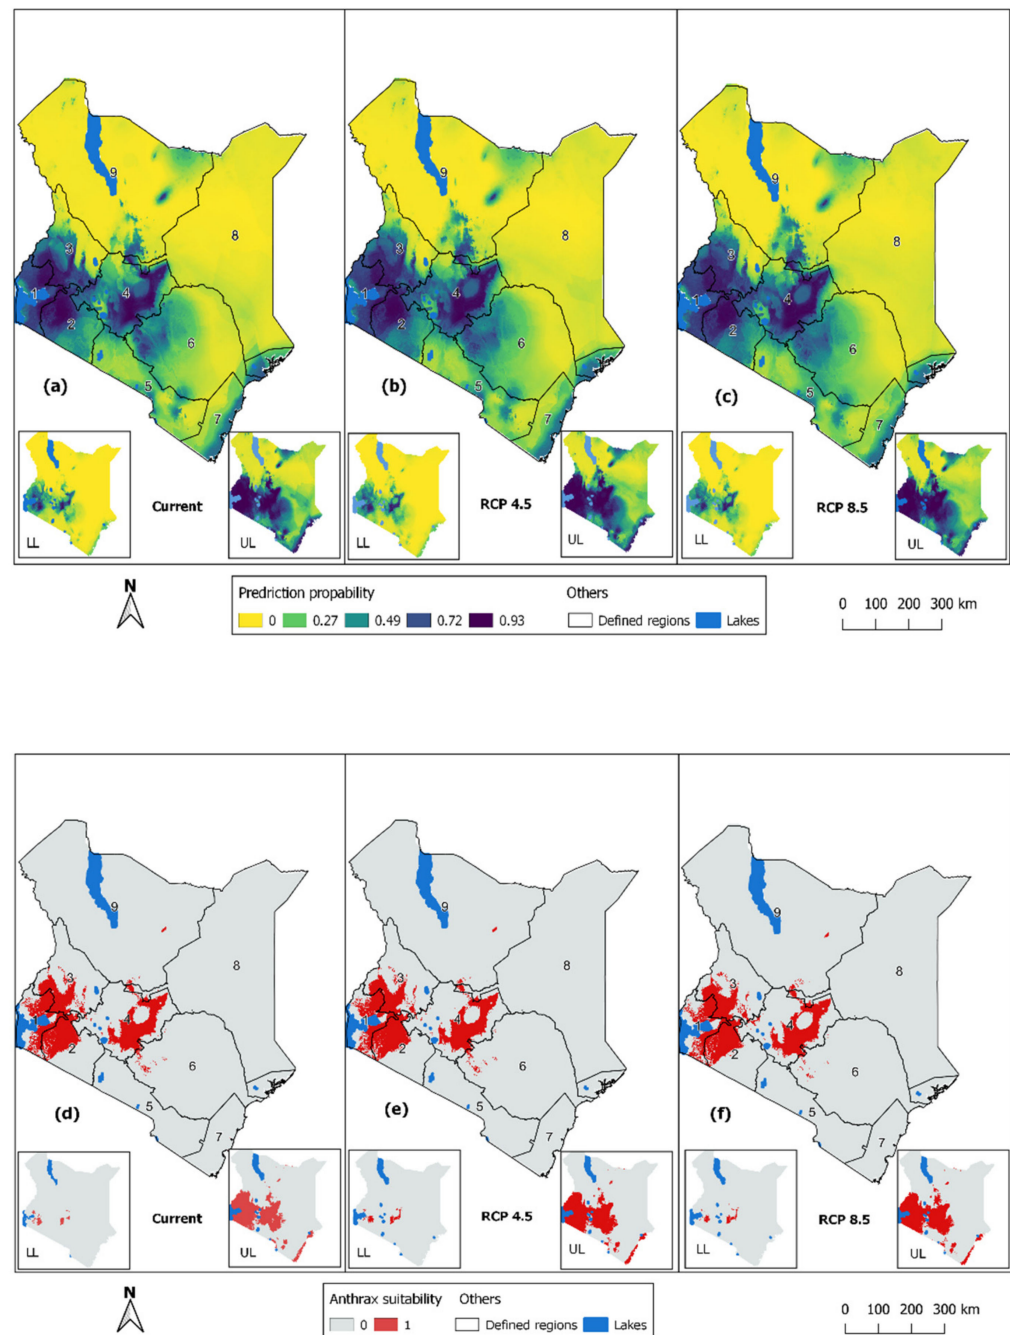 9
8
3
4
1
2
6
5
7
(a)
LL
Current
UL
9
8
3
4
1
2
6
5
7
(b)
LL
RCP 4.5
UL
9
8
3
4
1
2
6
5
7
(c)
LL
RCP 8.5
UL
N
Predriction propability Others
0 0.27 0.49 0.72 0.93 Defined regions Lakes
0 100 200 300 km
9
8
3
4
1
2
6
5
7
(d)
LL
Current
UL
9
8
3
4
1
2
6
5
7
(e)
LL
RCP 4.5
UL
9
8
3
4
1
2
6
5
7
(f)
LL
RCP 8.5
UL
N
Anthrax suitability Others
0 1 Defined regions Lakes
0 100 200 300 km